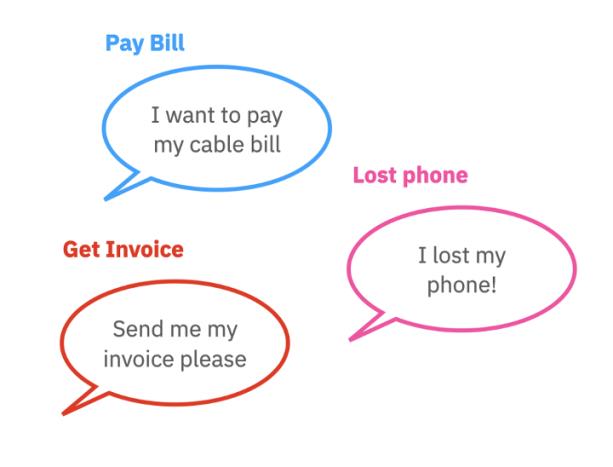 Pay Bill
I want to pay
my cable bill
Lost phone
I lost my
phone!
Get Invoice
Send me my
invoice please